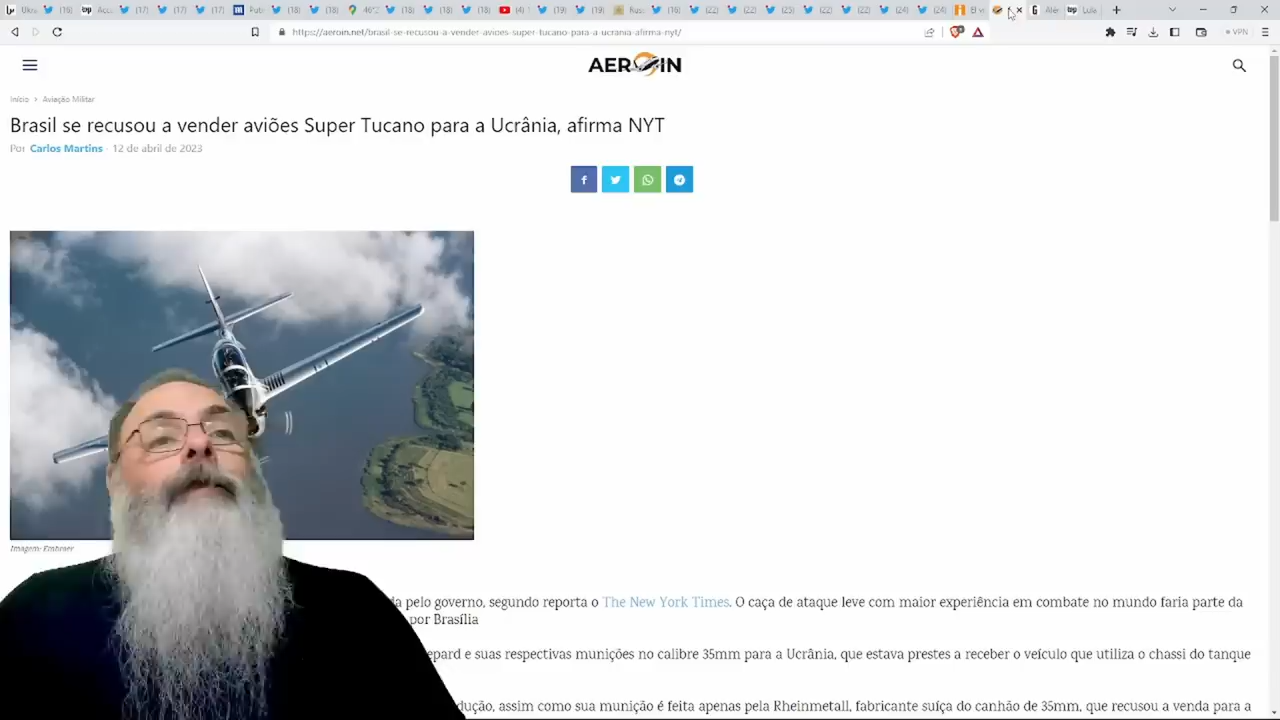 https://aeroin.net/brasil-se-recusou-a-vender-avioes-super-tucano-para-a-ucrania-afirma-nyt/
VPN
AEROIN
Início > Aviação Militar
Brasil se recusou a vender aviões Super Tucano para a Ucrânia, afirma NYT
Por Carlos Martins - 12 de abril de 2023
Imagem: Embraer
pelo governo, segundo reporta o The New York Times. O caça de ataque leve com maior experiência em combate no mundo faria parte da
por Brasília
epard e suas respectivas munições no calibre 35mm para a Ucrânia, que estava prestes a receber o veículo que utiliza o chassi do tanque
dução, assim como sua munição é feita apenas pela Rheinmetall, fabricante suíça do canhão de 35mm, que recusou a venda para a